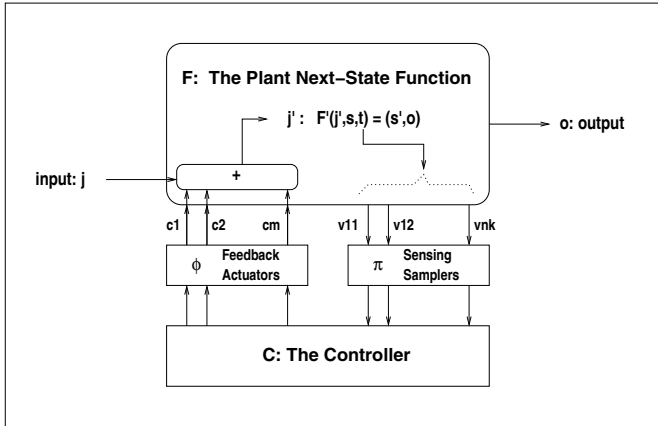 F: The Plant Next-State Function
j' : F'(j',s,t) = (s',o)
o: output
input: j
+
c1 c2 cm v11 v12 vnk
ϕ Feedback Actuators
π Sensing Samplers
C: The Controller